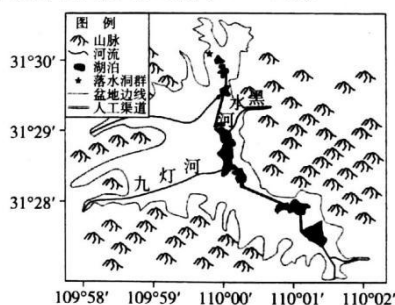 图 例
山脉
河流
湖泊
落水洞群
盆地边线
人工渠道
31°30′
31°29′
31°28′
黑
水
河
九灯河
109°58′
109°59′
110°00′
110°01′
110°02′